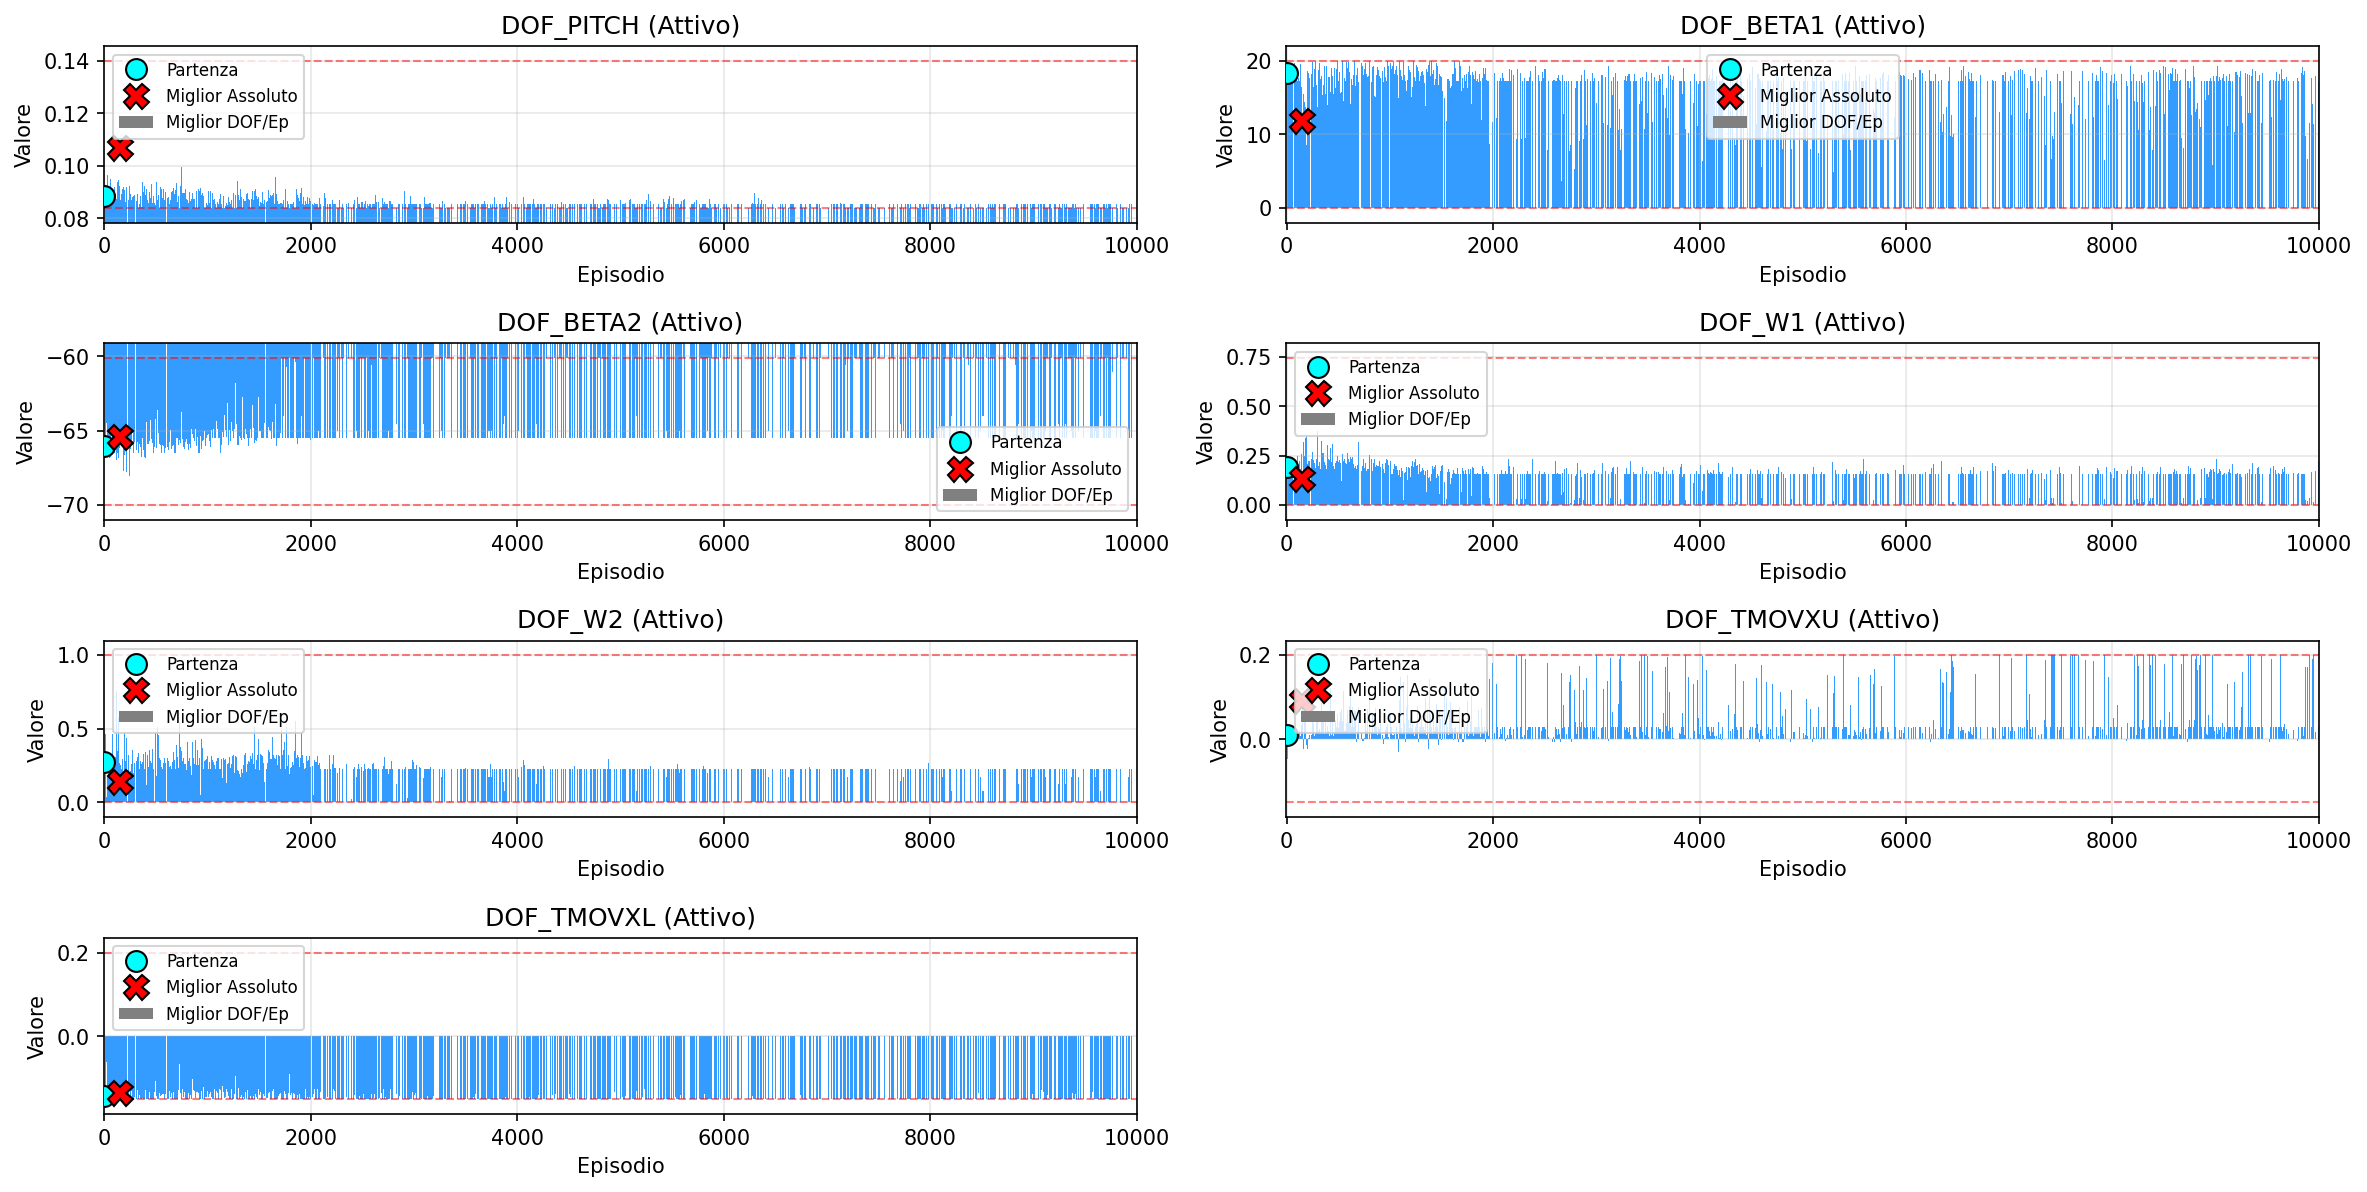 DOF_PITCH (Attivo)
0.14
0.12
0.10
0.08
Valore
Partenza
Miglior Assoluto
Miglior DOF/Ep
0
2000
4000
6000
8000
10000
Episodio
DOF_BETA1 (Attivo)
20
10
0
Valore
Partenza
Miglior Assoluto
Miglior DOF/Ep
0
2000
4000
6000
8000
10000
Episodio
DOF_BETA2 (Attivo)
−60
−65
−70
Valore
Partenza
Miglior Assoluto
Miglior DOF/Ep
0
2000
4000
6000
8000
10000
Episodio
DOF_W1 (Attivo)
0.75
0.50
0.25
0.00
Valore
Partenza
Miglior Assoluto
Miglior DOF/Ep
0
2000
4000
6000
8000
10000
Episodio
DOF_W2 (Attivo)
1.0
0.5
0.0
Valore
Partenza
Miglior Assoluto
Miglior DOF/Ep
0
2000
4000
6000
8000
10000
Episodio
DOF_TMOVXU (Attivo)
0.2
0.0
Valore
Partenza
Miglior Assoluto
Miglior DOF/Ep
0
2000
4000
6000
8000
10000
Episodio
DOF_TMOVXL (Attivo)
0.2
0.0
Valore
Partenza
Miglior Assoluto
Miglior DOF/Ep
0
2000
4000
6000
8000
10000
Episodio